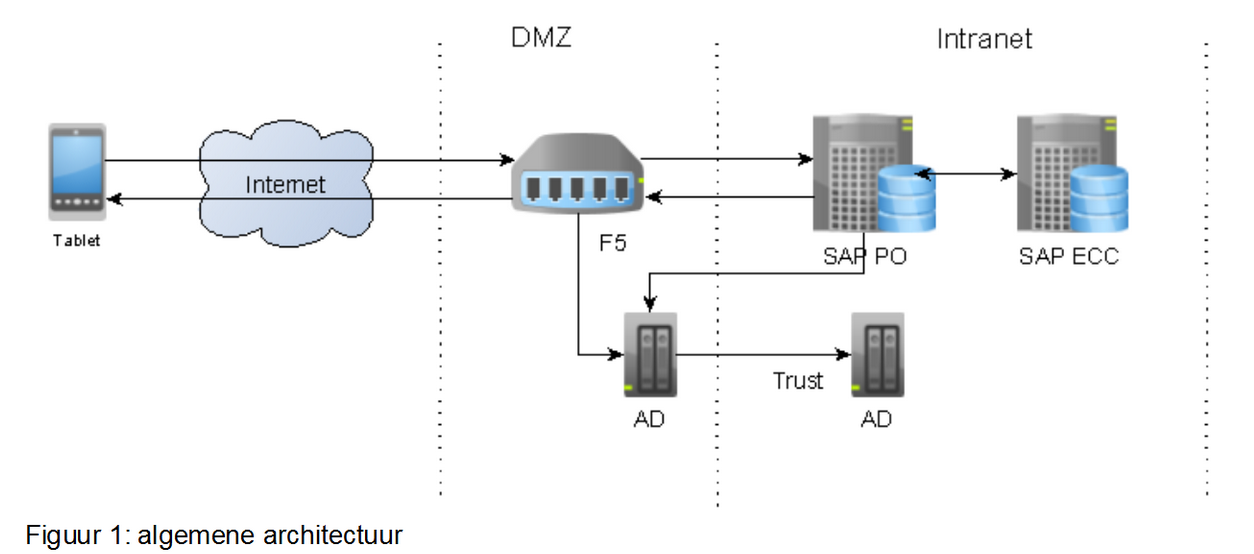 DMZ
Intranet
Internet
Tablet
F5
SAP PO
SAP ECC
Trust
AD
AD
Figuur 1: algemene architectuur